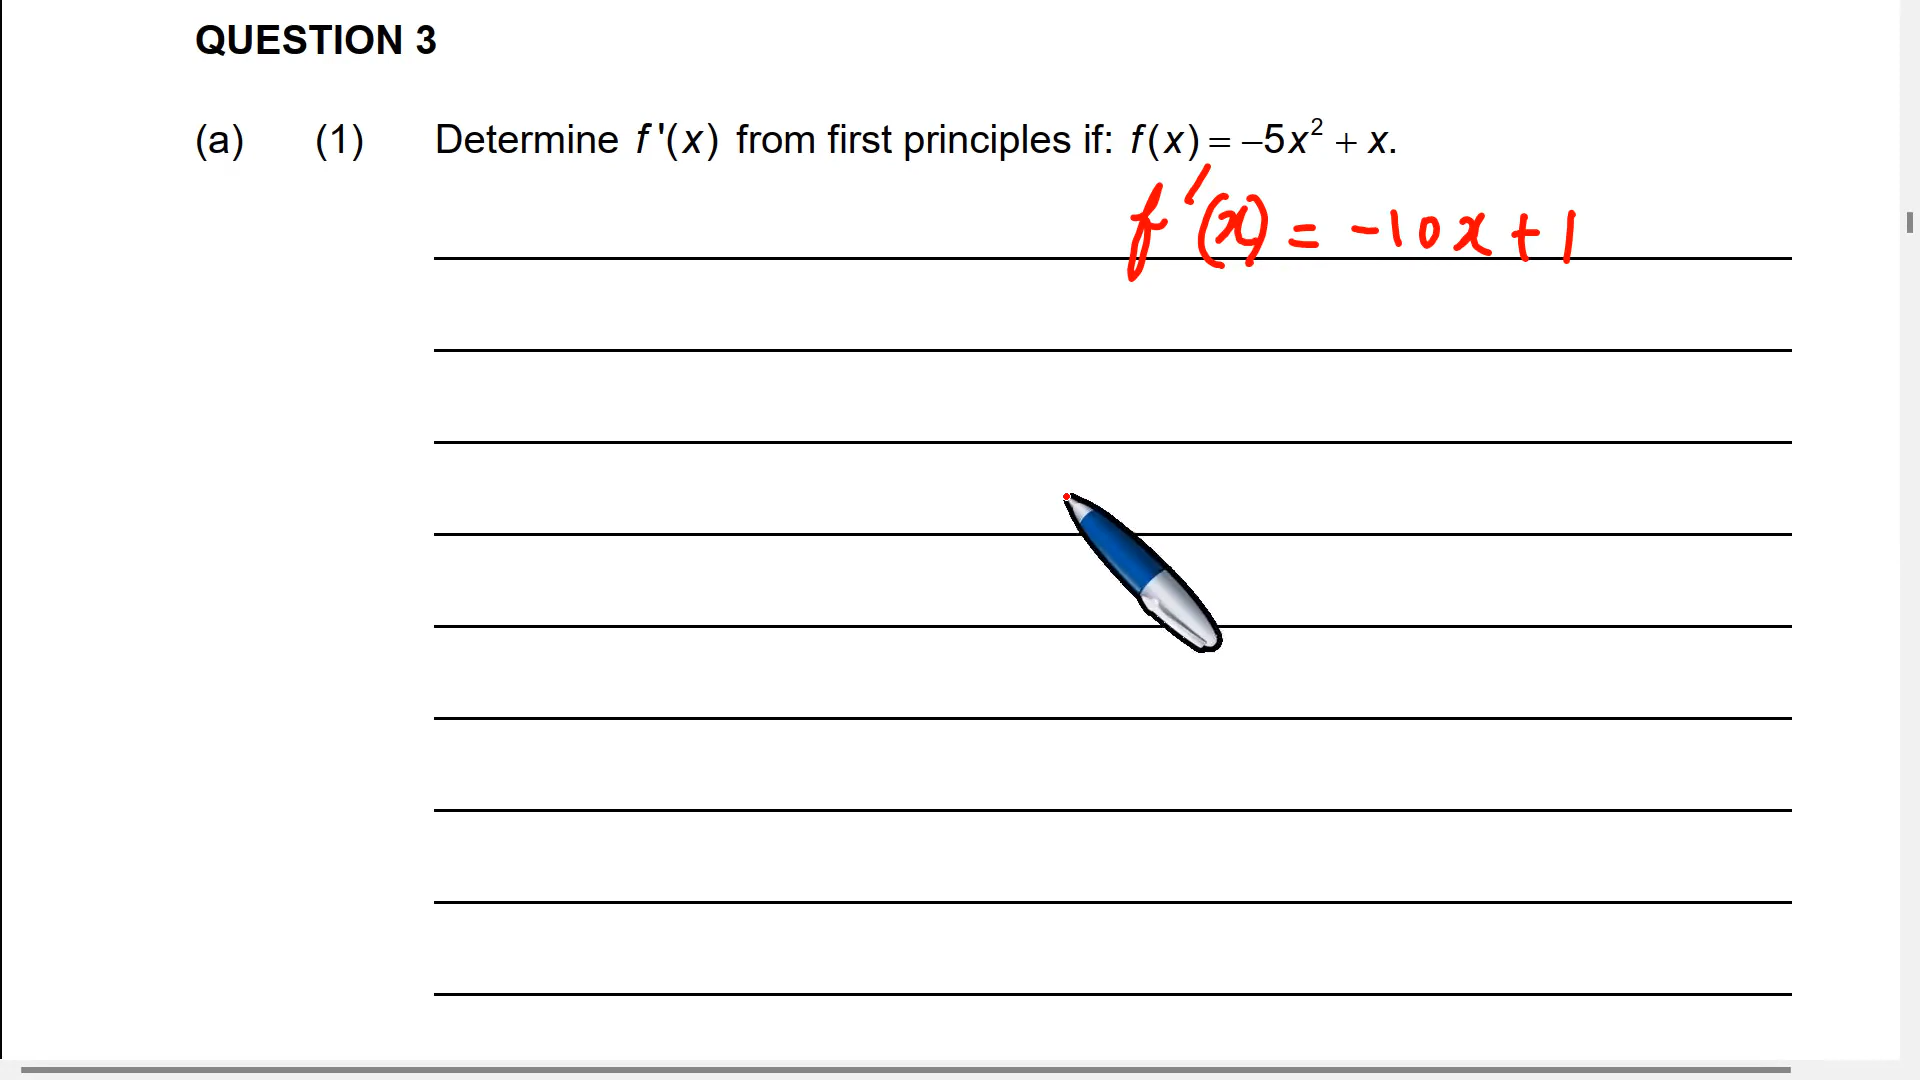 QUESTION 3
(a) (1) Determine f'(x) from first principles if: f(x) = −5x² + x.
f'(x) = -10x + 1